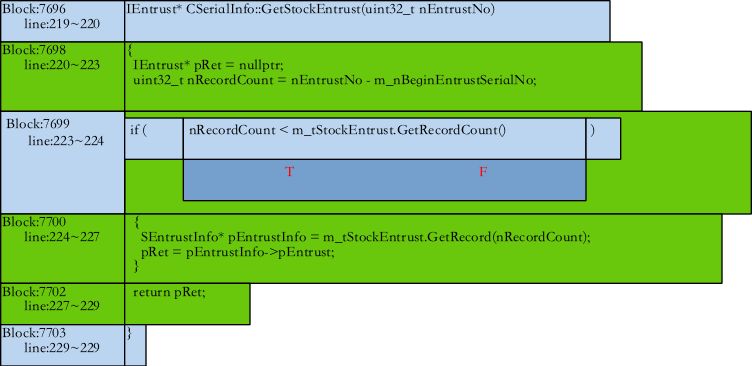 Block:7696 IEntrust* CSerialInfo::GetStockEntrust(uint32_t nEntrustNo)
line:219~220
Block:7698 {
line:220~223 IEntrust* pRet = nullptr;
uint32_t nRecordCount = nEntrustNo - m_nBeginEntrustSerialNo;
Block:7699 if ( nRecordCount < m_tStockEntrust.GetRecordCount() )
line:223~224
T F
Block:7700 {
line:224~227 SEntrustInfo* pEntrustInfo = m_tStockEntrust.GetRecord(nRecordCount);
pRet = pEntrustInfo->pEntrust;
}
Block:7702 return pRet;
line:227~229
Block:7703 }
line:229~229